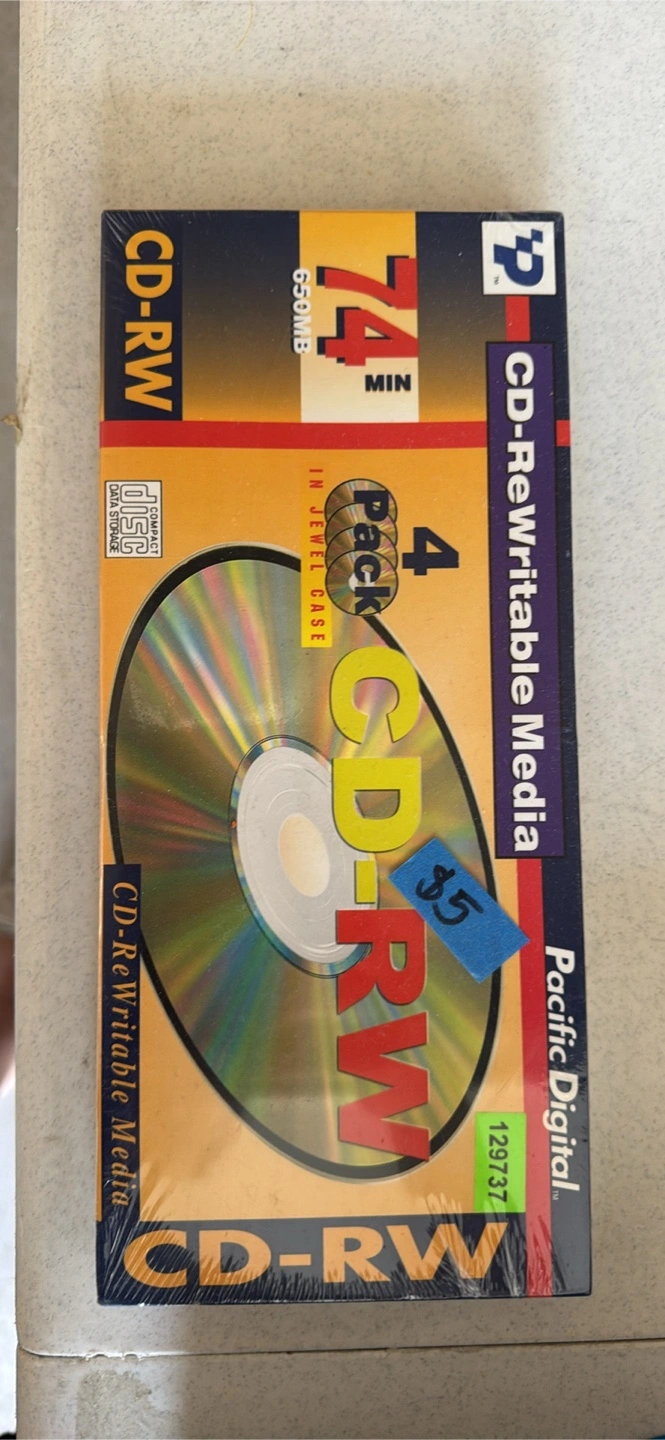 CD-ReWritable Media
Pacific Digital™
74
MIN
650MB
CD-RW
4
Pack
IN JEWEL CASE
CD-RW
$5
129737
COMPACT
disc
DATA STORAGE
CD-ReWritable Media
CD-RW